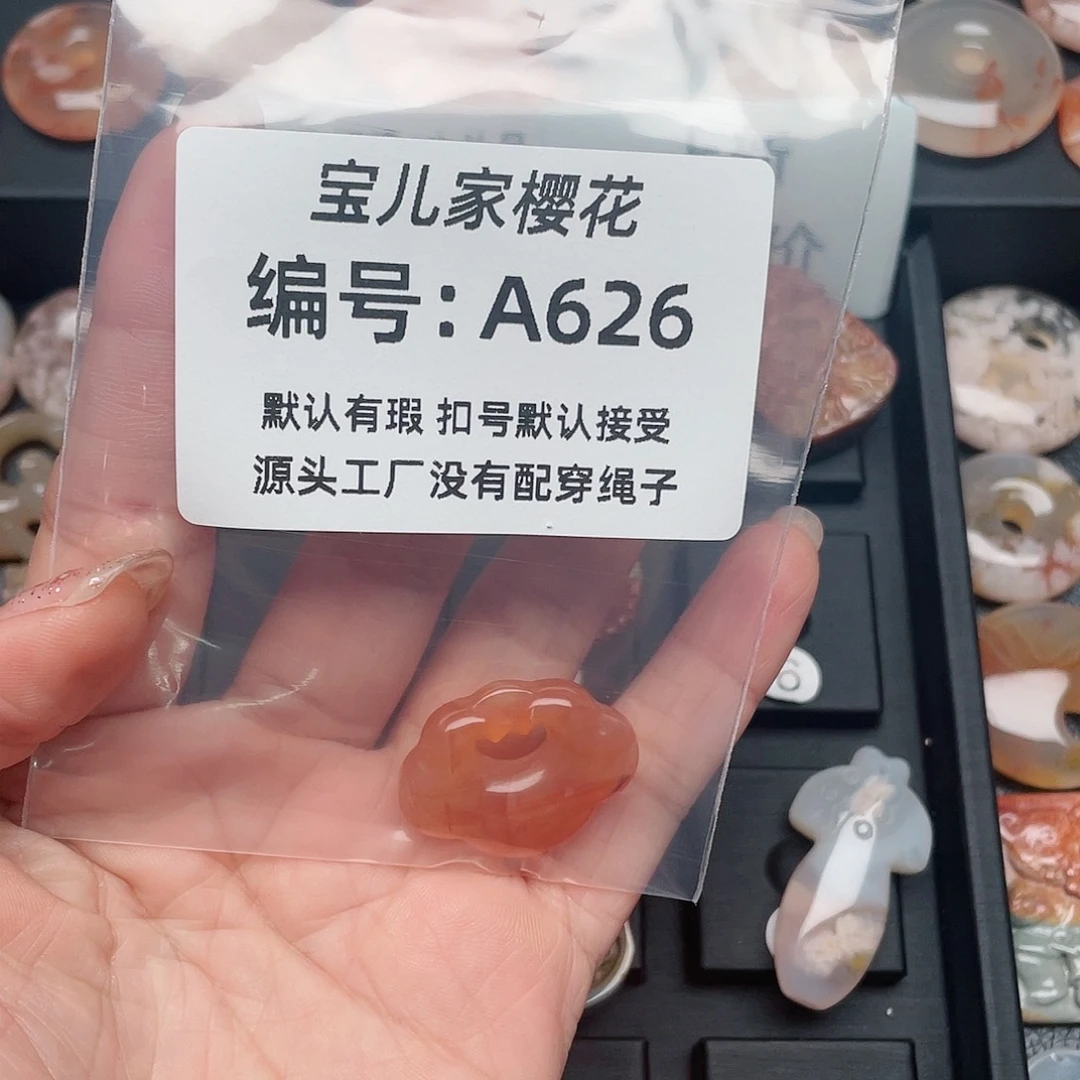 宝儿家樱花
编号：A626
默认有瑕 扣号默认接受
源头工厂没有配穿绳子